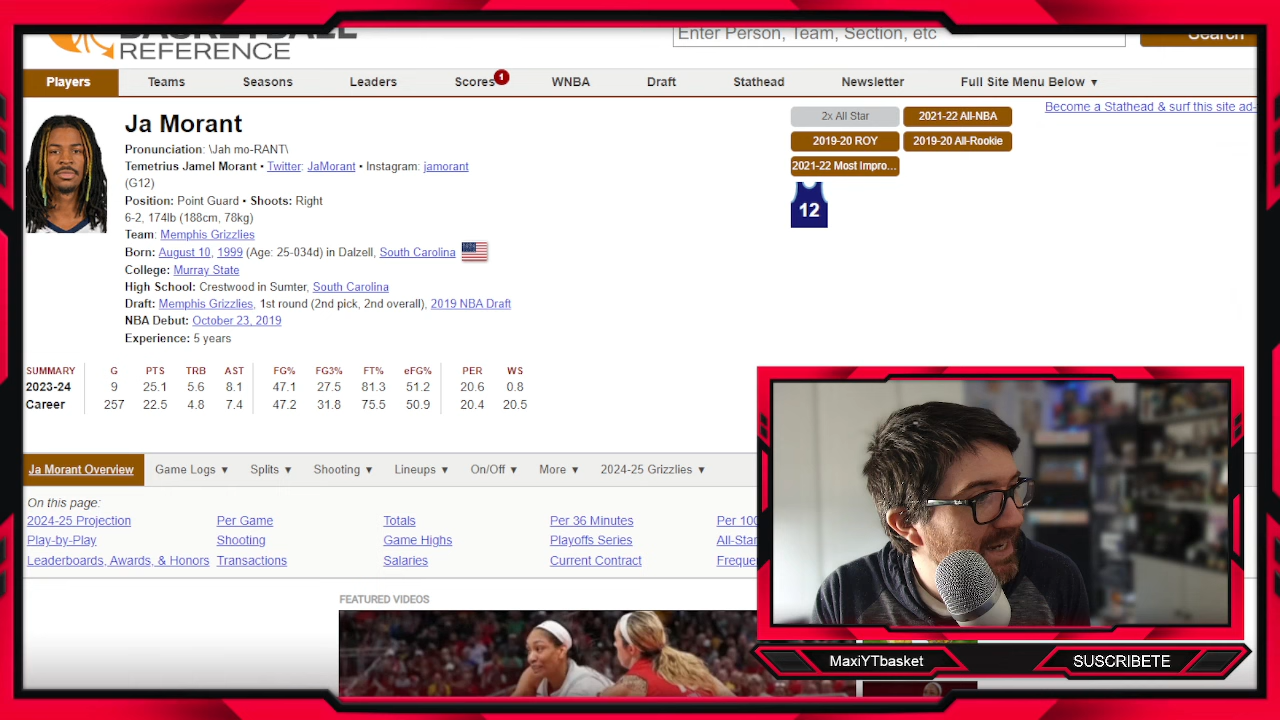 BASKETBALL
REFERENCE
Enter Person, Team, Section, etc
Search
Players Teams Seasons Leaders Scores 1 WNBA Draft Stathead Newsletter Full Site Menu Below ▼
Become a Stathead & surf this site ad-
Ja Morant
Pronunciation: \Jah mo-RANT\
Temetrius Jamel Morant • Twitter: JaMorant • Instagram: jamorant
(G12)
Position: Point Guard • Shoots: Right
6-2, 174lb (188cm, 78kg)
Team: Memphis Grizzlies
Born: August 10, 1999 (Age: 25-034d) in Dalzell, South Carolina
College: Murray State
High School: Crestwood in Sumter, South Carolina
Draft: Memphis Grizzlies, 1st round (2nd pick, 2nd overall), 2019 NBA Draft
NBA Debut: October 23, 2019
Experience: 5 years
2x All Star 2021-22 All-NBA
2019-20 ROY 2019-20 All-Rookie
2021-22 Most Impro...
12
SUMMARY G PTS TRB AST FG% FG3% FT% eFG% PER WS
2023-24 9 25.1 5.6 8.1 47.1 27.5 81.3 51.2 20.6 0.8
Career 257 22.5 4.8 7.4 47.2 31.8 75.5 50.9 20.4 20.5
Ja Morant Overview Game Logs ▼ Splits ▼ Shooting ▼ Lineups ▼ On/Off ▼ More ▼ 2024-25 Grizzlies ▼
On this page:
2024-25 Projection Per Game Totals Per 36 Minutes Per 100
Play-by-Play Shooting Game Highs Playoffs Series All-Star
Leaderboards, Awards, & Honors Transactions Salaries Current Contract Freque
FEATURED VIDEOS
MaxiYTbasket
SUSCRIBETE